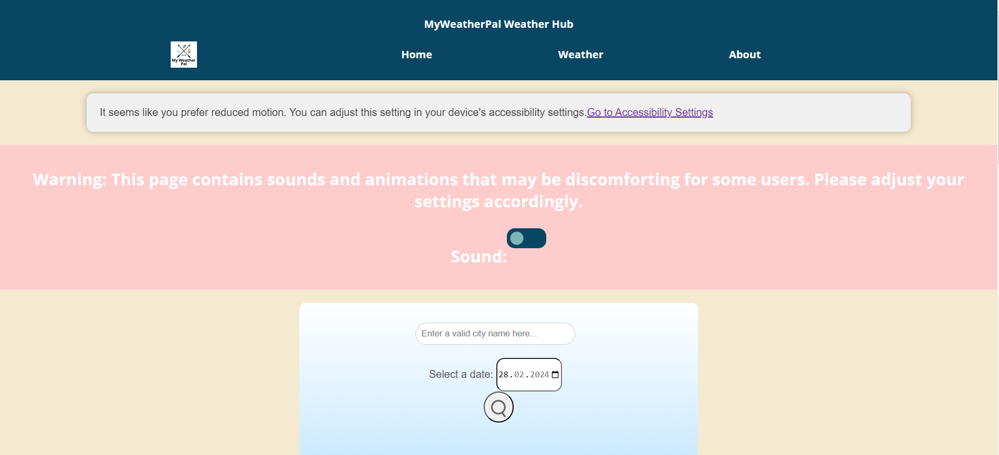 MyWeatherPal Weather Hub
My Weather
Pal
Home
Weather
About
It seems like you prefer reduced motion. You can adjust this setting in your device's accessibility settings.Go to Accessibility Settings
Warning: This page contains sounds and animations that may be discomforting for some users. Please adjust your
settings accordingly.
Sound:
Enter a valid city name here...
Select a date: 28.02.2024